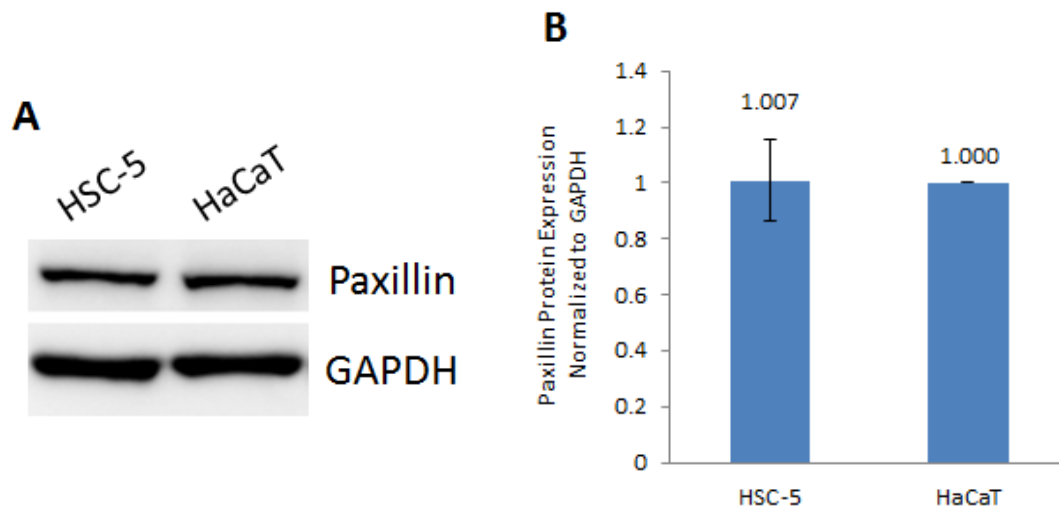 A
HSC-5
HaCaT
Paxillin
GAPDH
B
Paxillin Protein Expression
Normalized to GAPDH
1.4
1.2
1
0.8
0.6
0.4
0.2
0
1.007
1.000
HSC-5
HaCaT